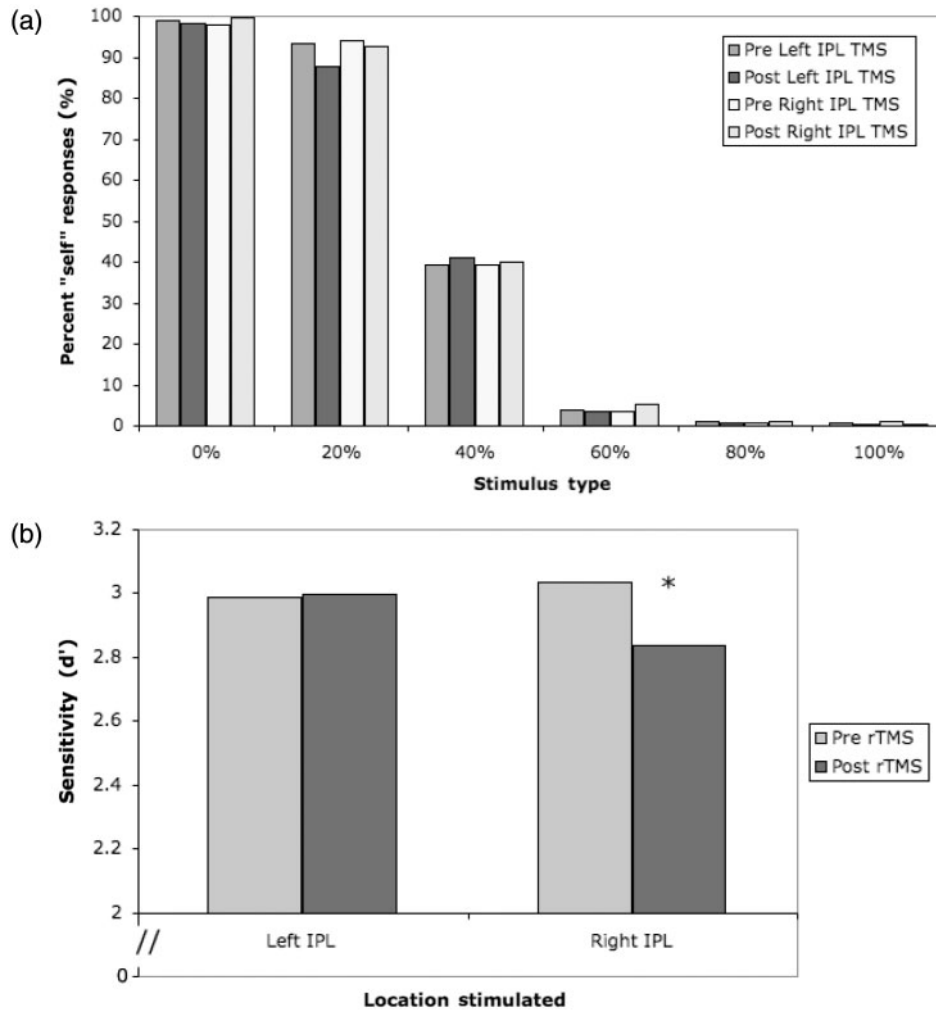 (a)
Percent "self" responses (%)
100
90
80
70
60
50
40
30
20
10
0
Pre Left IPL TMS
Post Left IPL TMS
Pre Right IPL TMS
Post Right IPL TMS
0% 20% 40% 60% 80% 100%
Stimulus type
(b)
Sensitivity (d')
3.2
3
2.8
2.6
2.4
2.2
2
//
0
*
Pre rTMS
Post rTMS
Left IPL Right IPL
Location stimulated